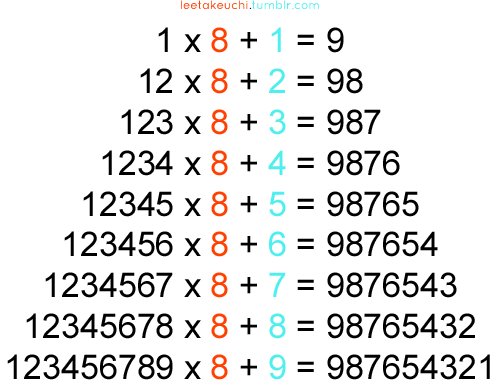 leetakeuchi.tumblr.com
1 x 8 + 1 = 9
12 x 8 + 2 = 98
123 x 8 + 3 = 987
1234 x 8 + 4 = 9876
12345 x 8 + 5 = 98765
123456 x 8 + 6 = 987654
1234567 x 8 + 7 = 9876543
12345678 x 8 + 8 = 98765432
123456789 x 8 + 9 = 987654321